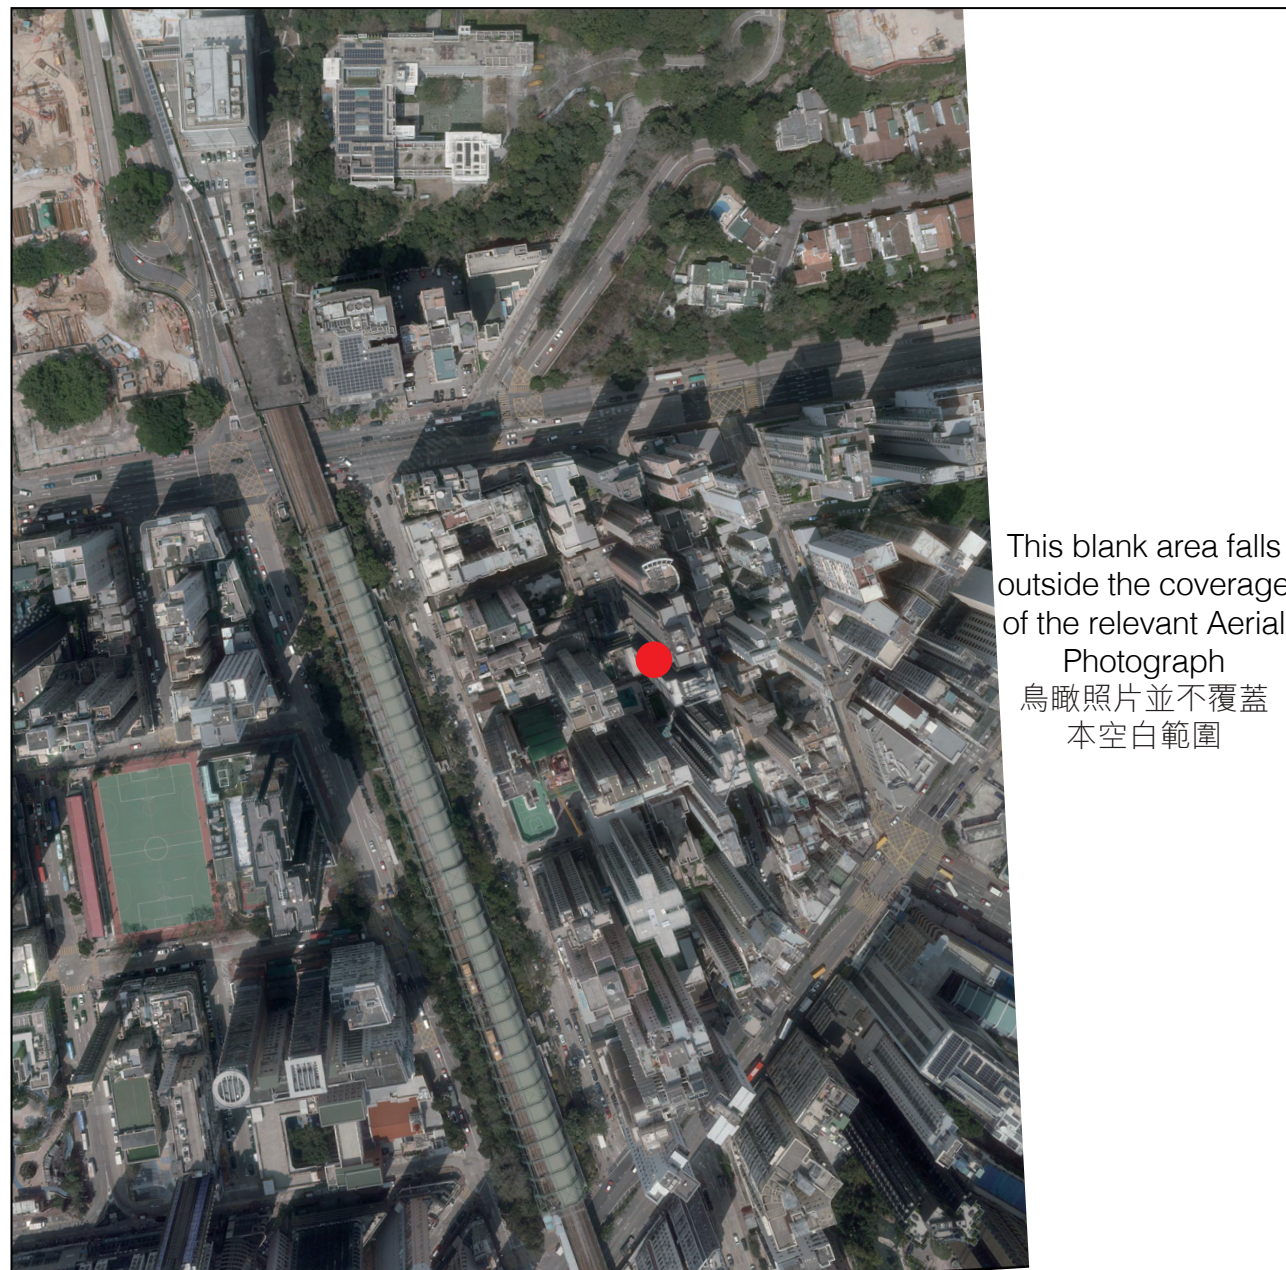 This blank area falls
outside the coverage
of the relevant Aerial
Photograph
鳥瞰照片並不覆蓋
本空白範圍